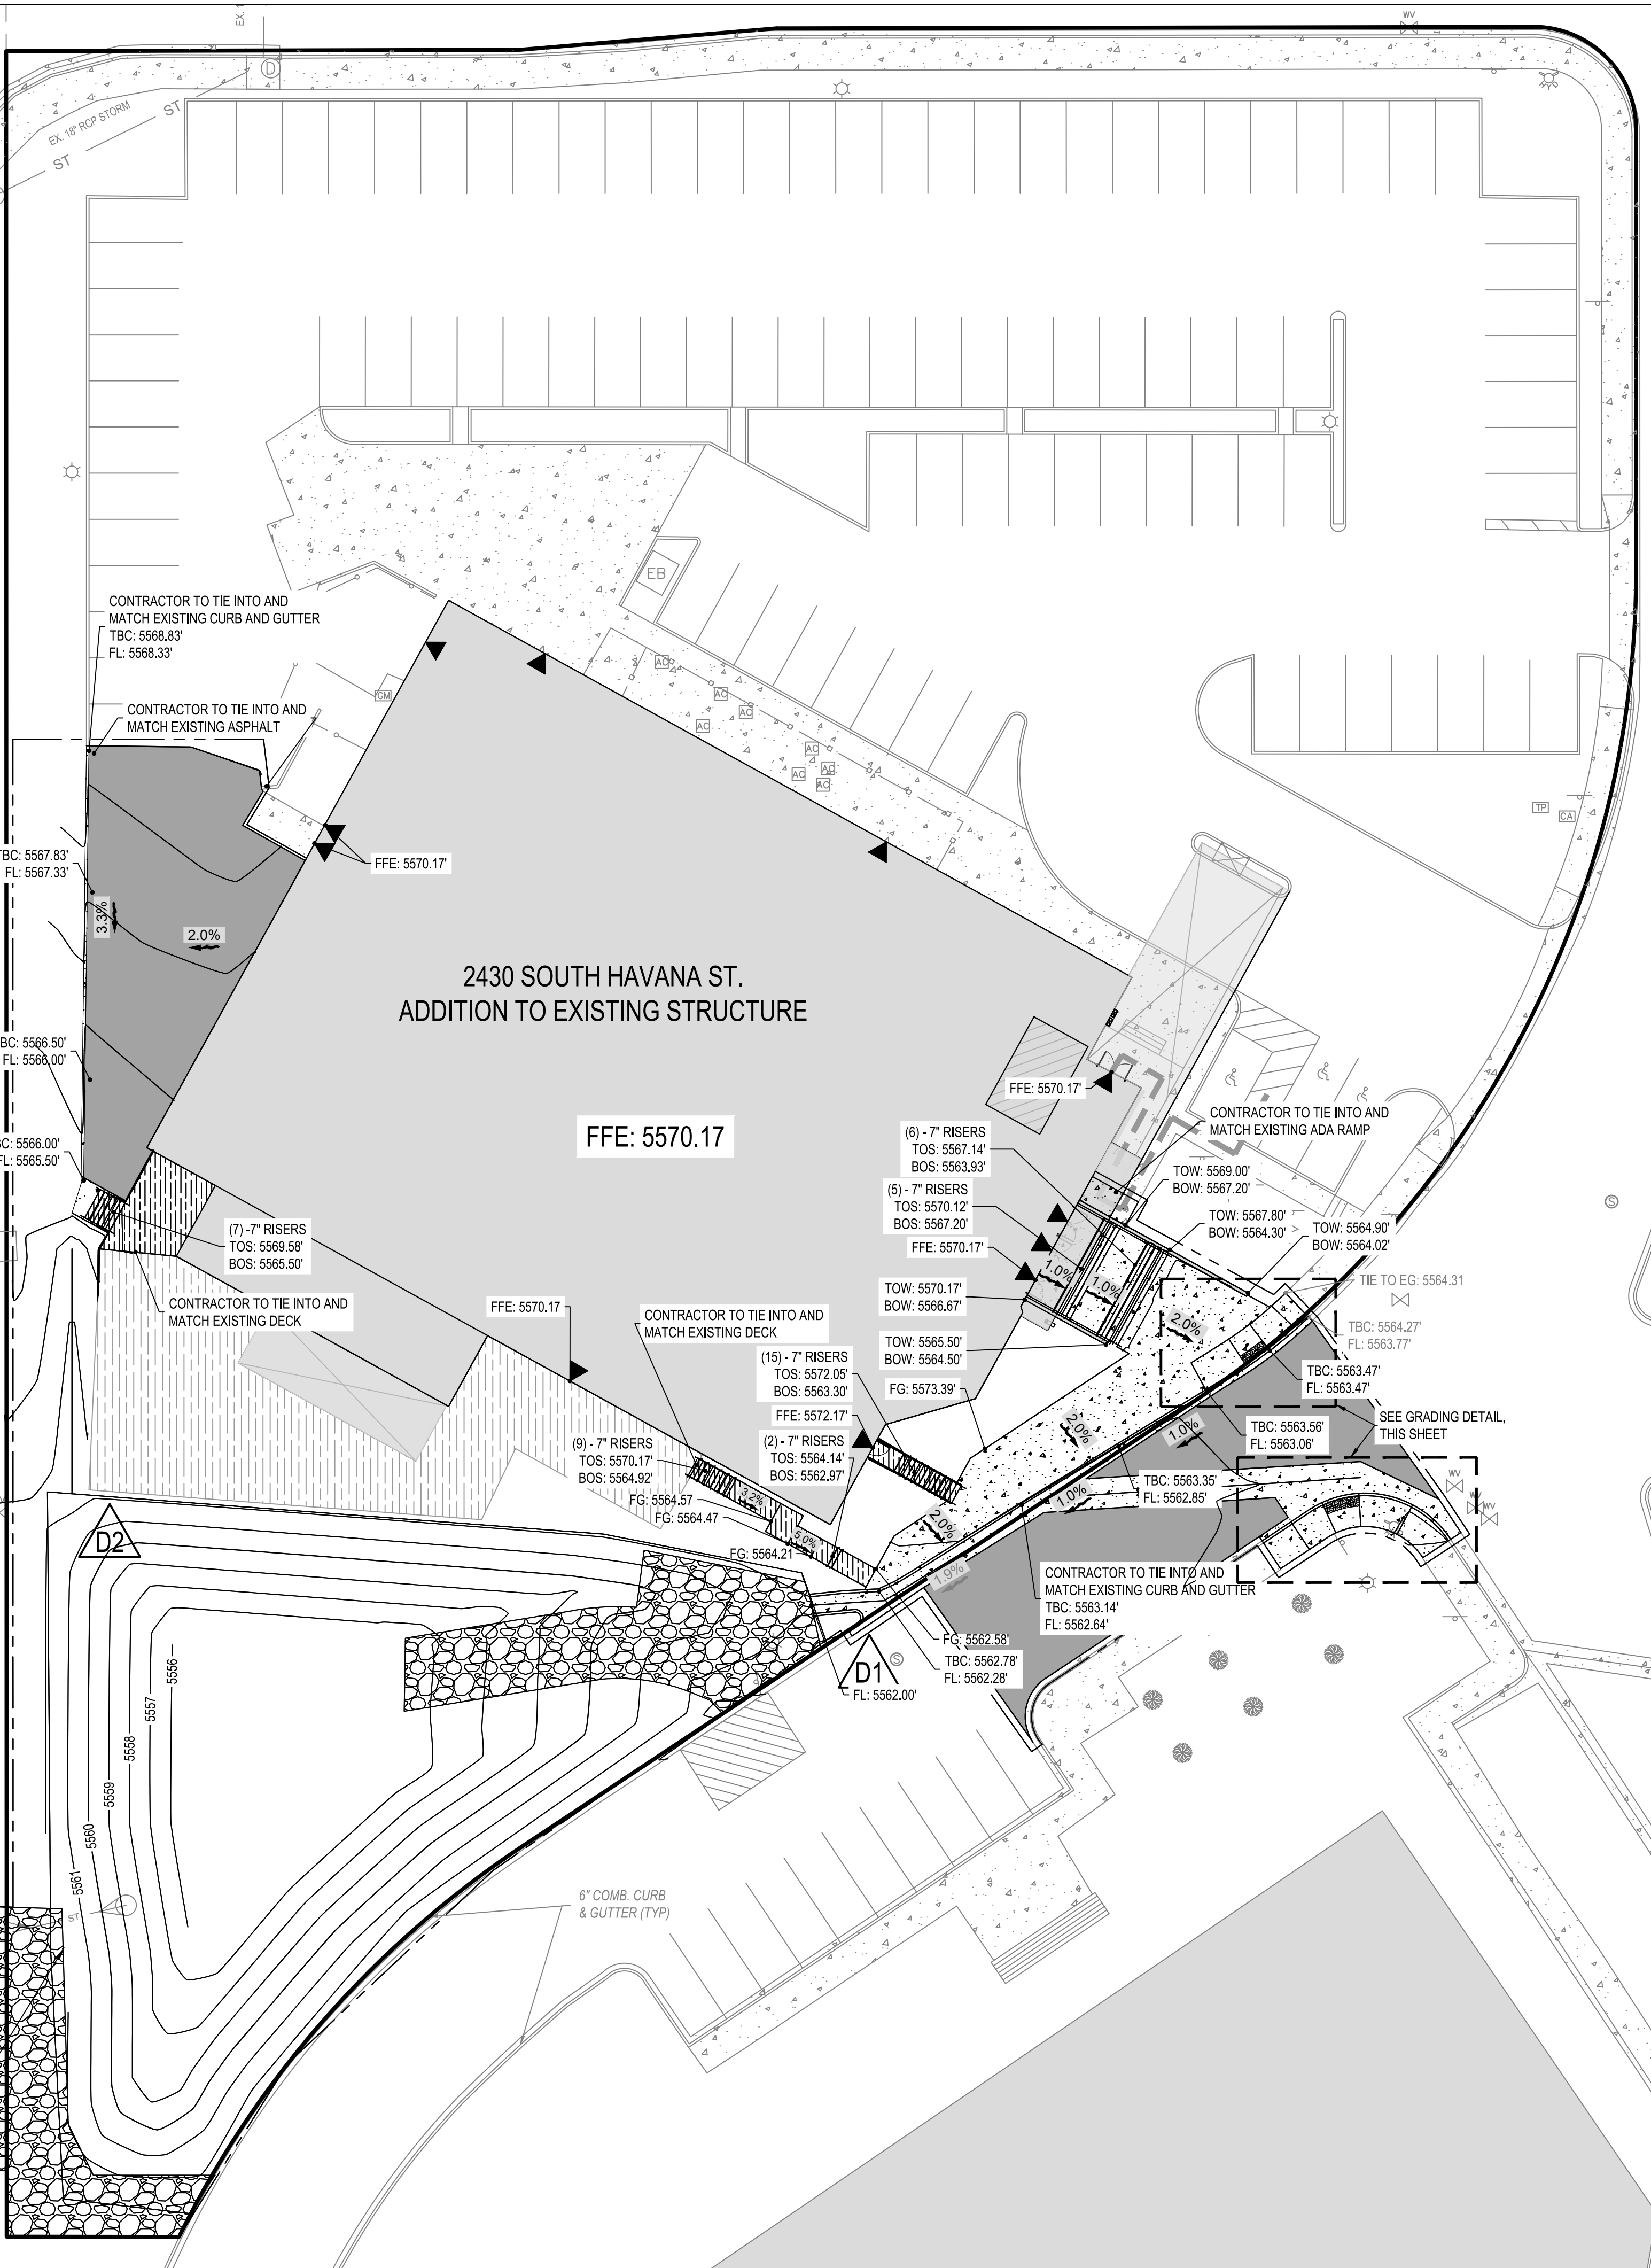 WV
EX. 1
D
EX. 18" RCP STORM
ST
ST
EB
CONTRACTOR TO TIE INTO AND
MATCH EXISTING CURB AND GUTTER
TBC: 5568.83'
FL: 5568.33'
AC
AC
AC
AC
AC
AC
AC
AC
GM
CONTRACTOR TO TIE INTO AND
MATCH EXISTING ASPHALT
TP
CA
TBC: 5567.83'
FL: 5567.33'
FFE: 5570.17'
3.3%
2.0%
2430 SOUTH HAVANA ST.
ADDITION TO EXISTING STRUCTURE
BC: 5566.50'
FL: 5566.00'
FFE: 5570.17'
FFE: 5570.17
CONTRACTOR TO TIE INTO AND
MATCH EXISTING ADA RAMP
(6) - 7" RISERS
TOS: 5567.14'
BOS: 5563.93'
BC: 5566.00'
FL: 5565.50'
TOW: 5569.00'
BOW: 5567.20'
(5) - 7" RISERS
TOS: 5570.12'
BOS: 5567.20'
S
TOW: 5567.80'
BOW: 5564.30'
TOW: 5564.90'
BOW: 5564.02'
(7) -7" RISERS
TOS: 5569.58'
BOS: 5565.50'
FFE: 5570.17'
1.0%
1.0%
TIE TO EG: 5564.31
TOW: 5570.17'
BOW: 5566.67'
CONTRACTOR TO TIE INTO AND
MATCH EXISTING DECK
FFE: 5570.17
CONTRACTOR TO TIE INTO AND
MATCH EXISTING DECK
2.0%
TBC: 5564.27'
FL: 5563.77'
TOW: 5565.50'
BOW: 5564.50'
(15) - 7" RISERS
TOS: 5572.05'
BOS: 5563.30'
TBC: 5563.47'
FL: 5563.47'
FG: 5573.39'
FFE: 5572.17'
2.0%
1.0%
TBC: 5563.56'
FL: 5563.06'
SEE GRADING DETAIL,
THIS SHEET
(9) - 7" RISERS
TOS: 5570.17'
BOS: 5564.92'
(2) - 7" RISERS
TOS: 5564.14'
BOS: 5562.97'
WV
TBC: 5563.35'
FL: 5562.85'
1.0%
3.2%
FG: 5564.57
FG: 5564.47
WV
2.0%
5.0%
D2
FG: 5564.21
1.9%
CONTRACTOR TO TIE INTO AND
MATCH EXISTING CURB AND GUTTER
TBC: 5563.14'
FL: 5562.64'
FG: 5562.58'
TBC: 5562.78'
FL: 5562.28'
D1
S
FL: 5562.00'
5556
5557
5558
5559
5560
5561
ST
6" COMB. CURB
& GUTTER (TYP)